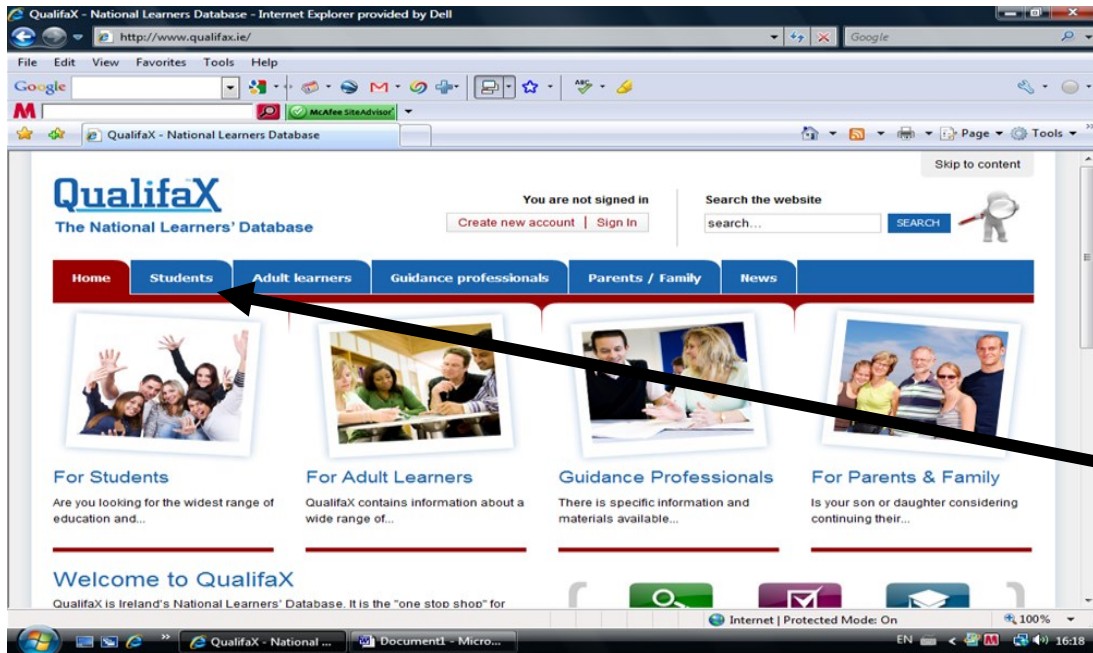 QualifaX - National Learners Database - Internet Explorer provided by Dell
http://www.qualifax.ie/
Google
File Edit View Favorites Tools Help
Google
M McAfee SiteAdvisor
QualifaX - National Learners Database
Page Tools
Skip to content
QualifaX
The National Learners' Database
You are not signed in
Create new account | Sign In
Search the website
search...
SEARCH
Home Students Adult learners Guidance professionals Parents / Family News
For Students
Are you looking for the widest range of
education and...
For Adult Learners
QualifaX contains information about a
wide range of...
Guidance Professionals
There is specific information and
materials available...
For Parents & Family
Is your son or daughter considering
continuing their...
Welcome to QualifaX
QualifaX is Ireland's National Learners' Database. It is the "one stop shop" for
Internet | Protected Mode: On
100%
QualifaX - National ...
Document1 - Micro...
EN
16:18